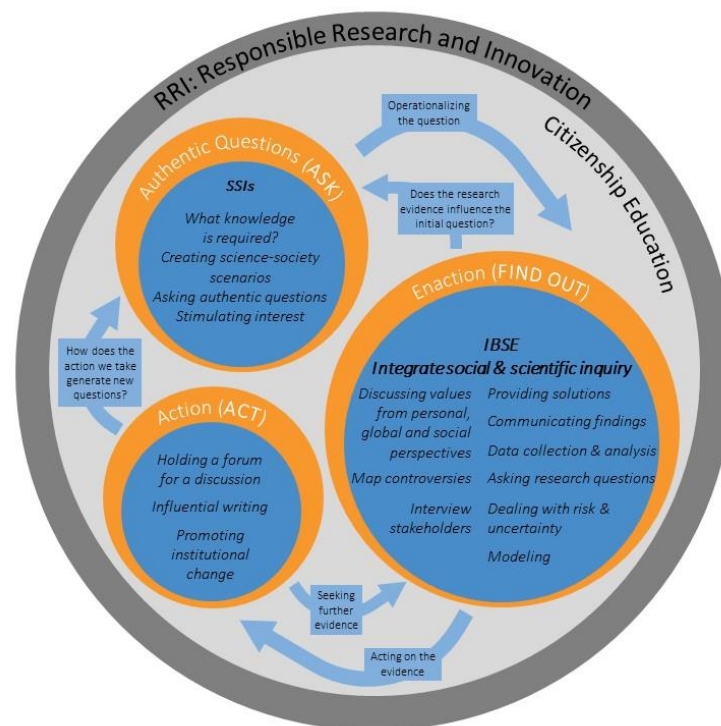 RRI: Responsible Research and Innovation
Citizenship Education
Operationalizing
the question
Authentic Questions (ASK)
SSIs
What knowledge
is required?
Creating science-society
scenarios
Asking authentic questions
Stimulating interest
Does the research
evidence influence the
initial question?
Enaction (FIND OUT)
IBSE
Integrate social & scientific inquiry
Discussing values
from personal,
global and social
perspectives
Map controversies
Interview
stakeholders
Providing solutions
Communicating findings
Data collection & analysis
Asking research questions
Dealing with risk &
uncertainty
Modeling
How does the
action we take
generate new
questions?
Action (ACT)
Holding a forum
for a discussion
Influential writing
Promoting
institutional
change
Seeking
further
evidence
Acting on the
evidence